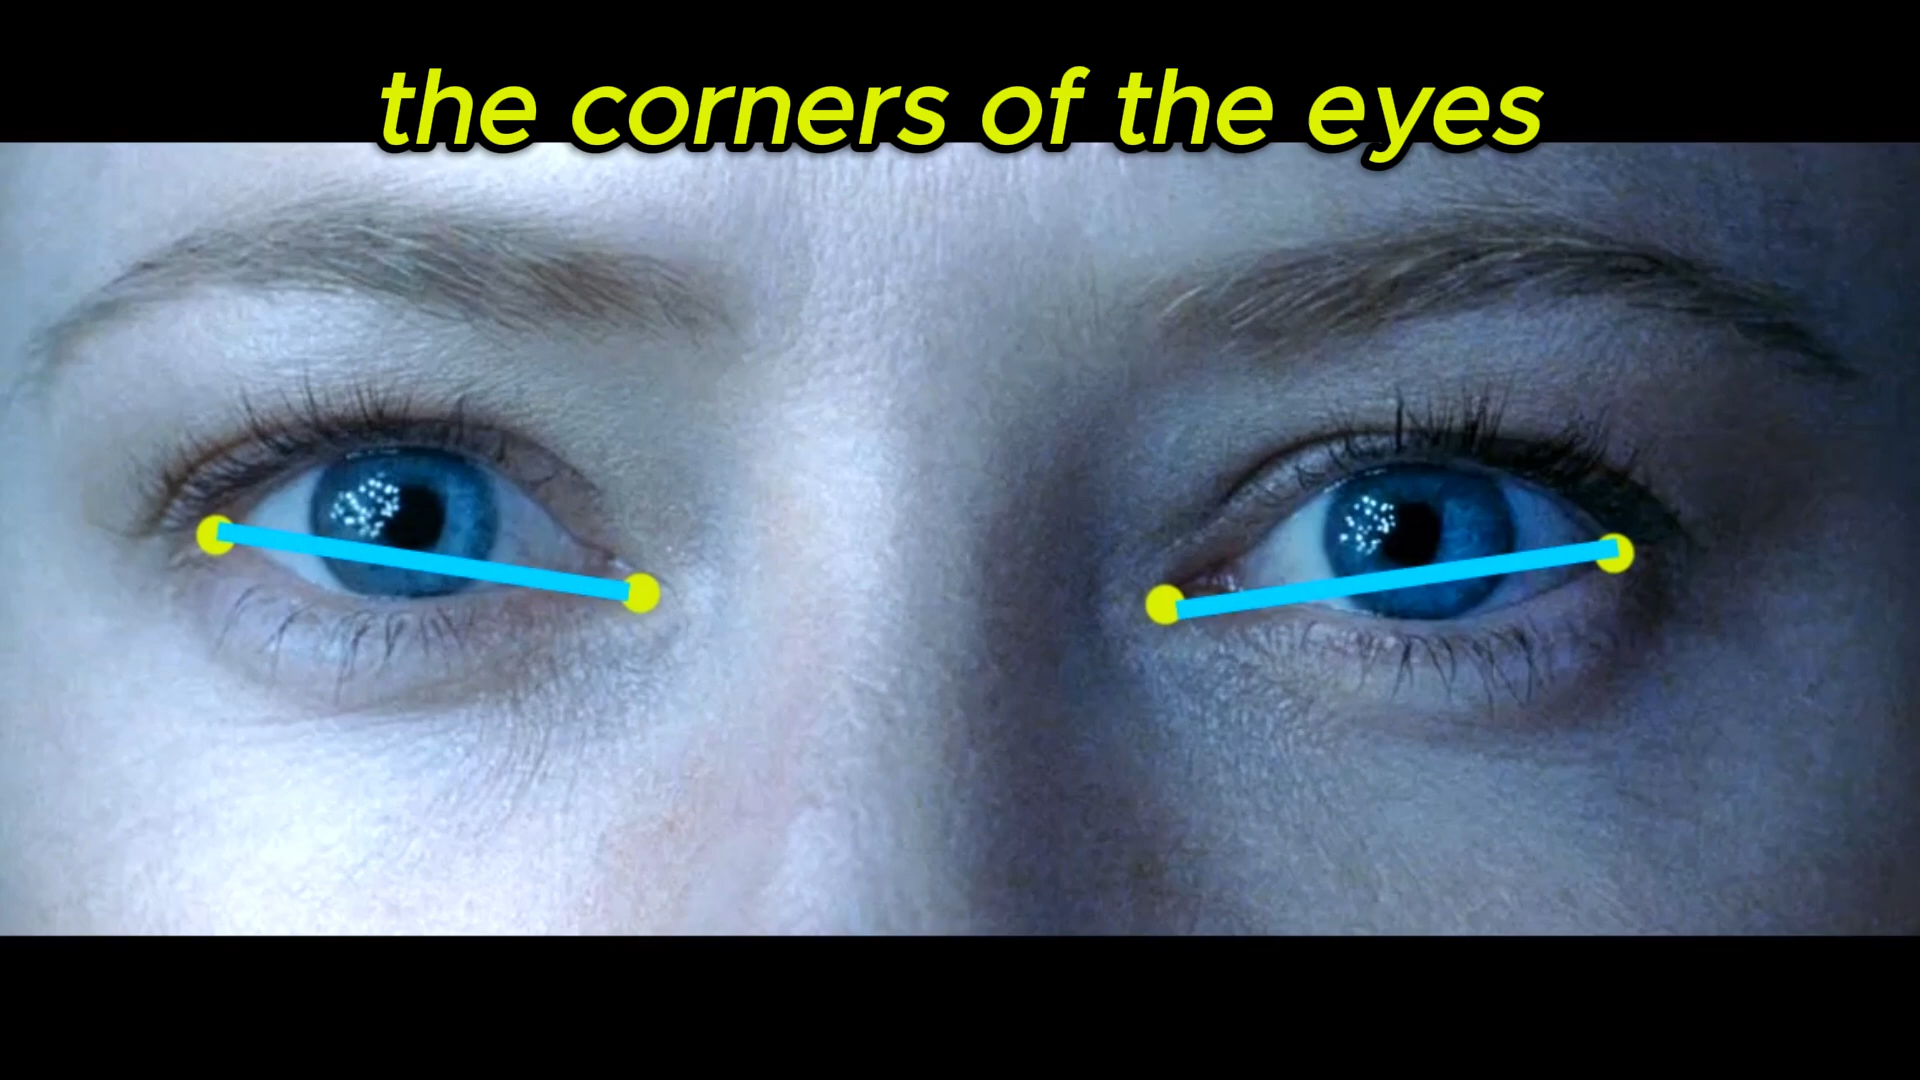 the corners of the eyes